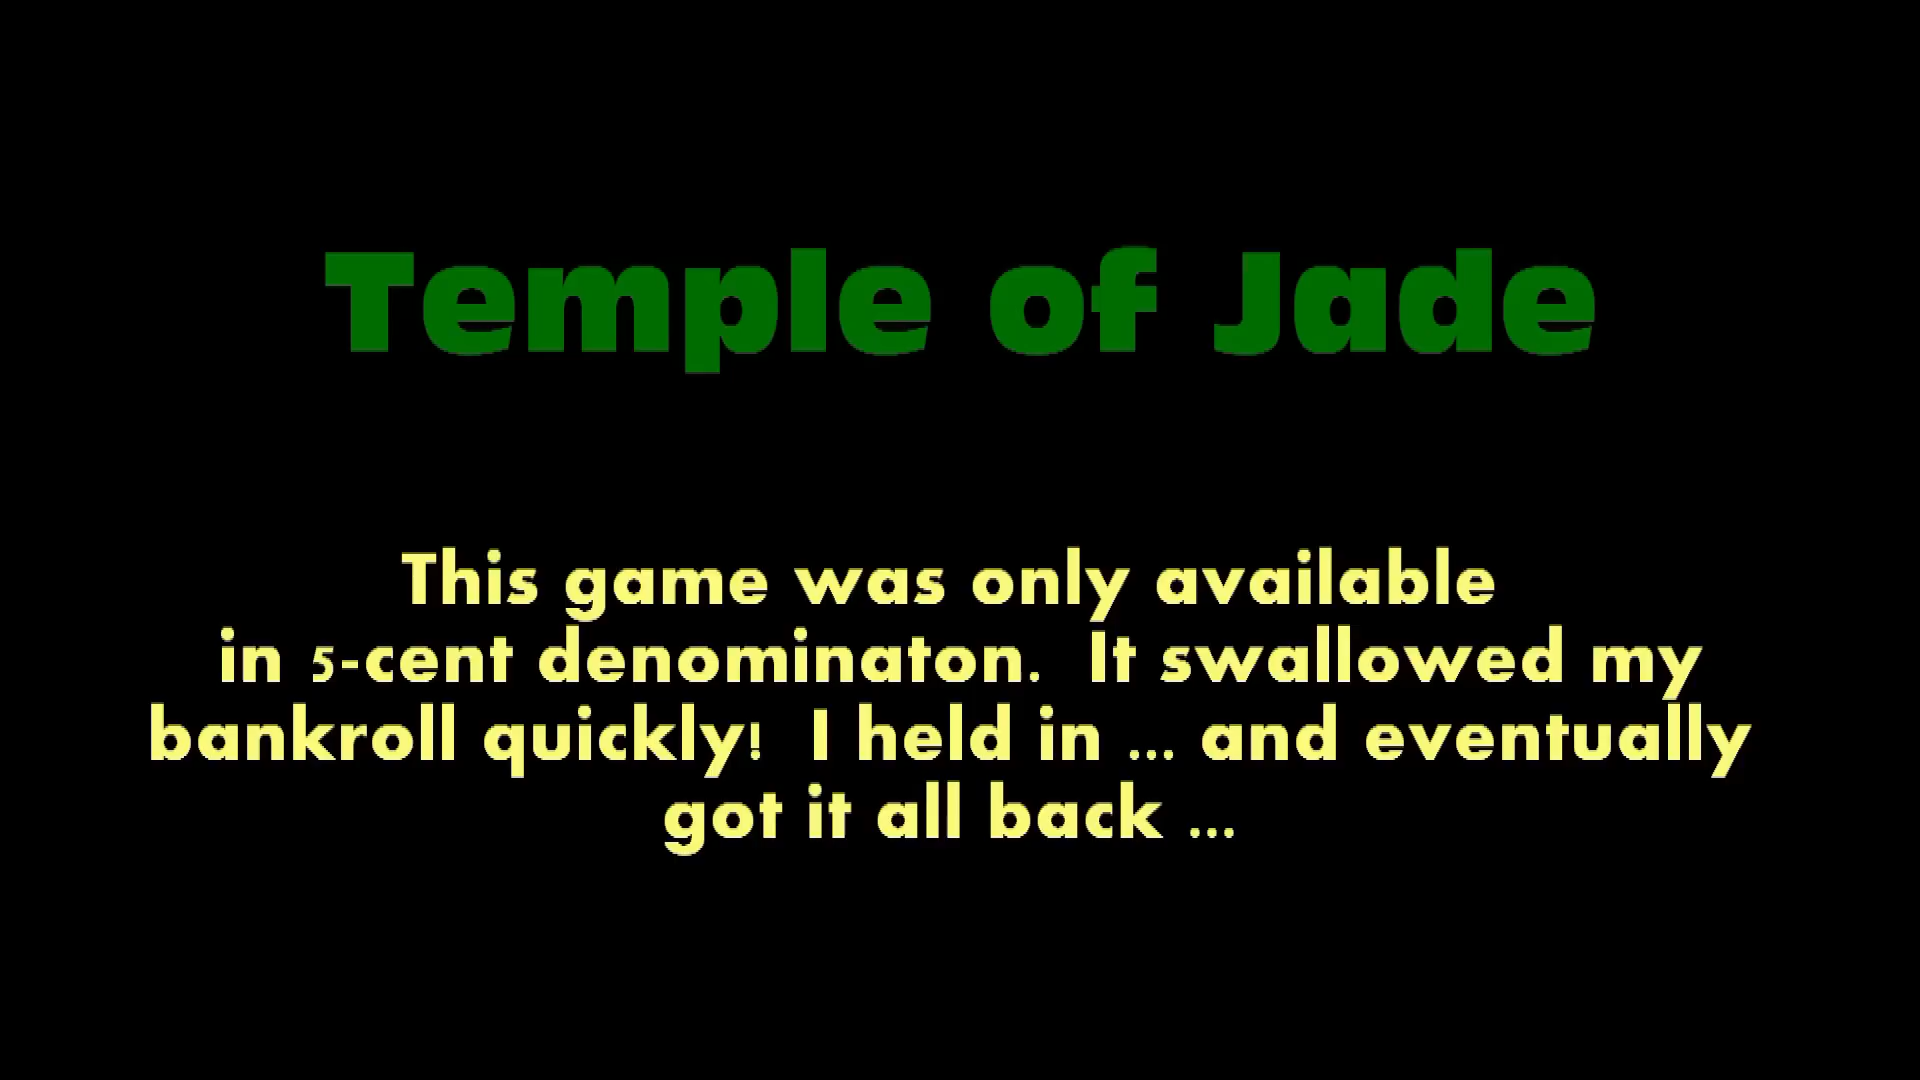 Temple of Jade
This game was only available
in 5-cent denominaton.  It swallowed my
bankroll quickly!  I held in ... and eventually
got it all back ...